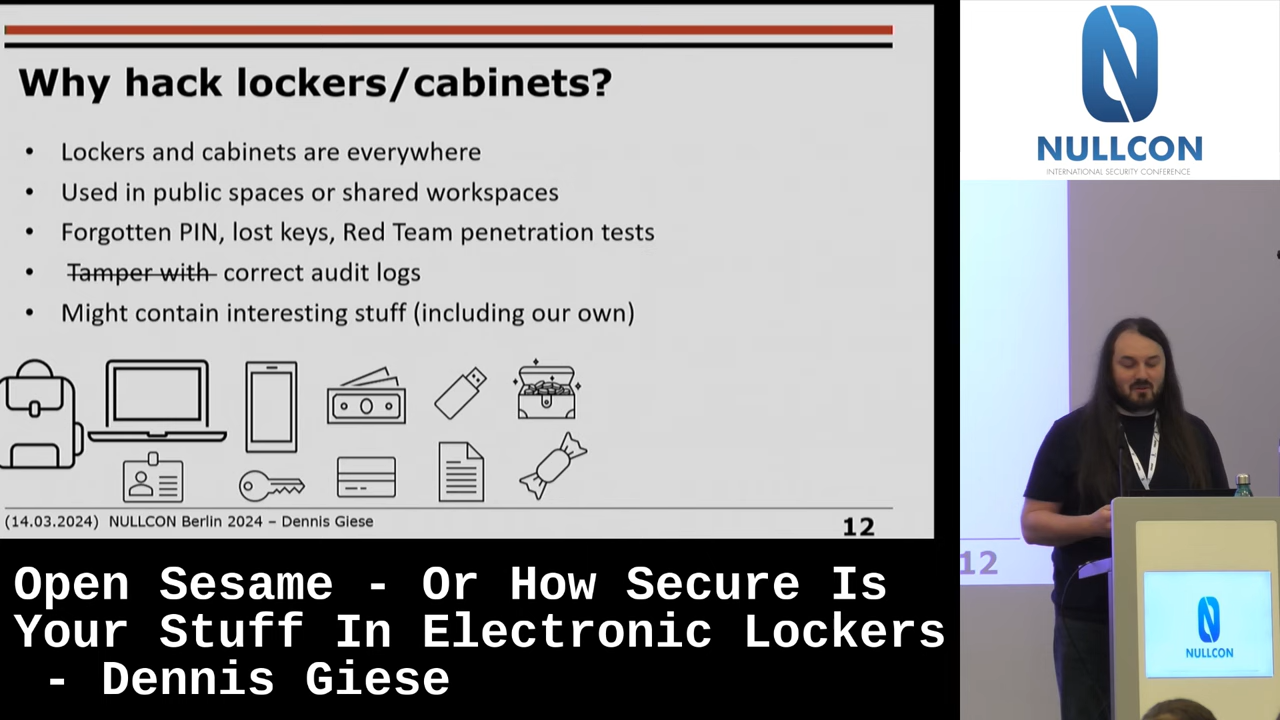 Why hack lockers/cabinets?
• Lockers and cabinets are everywhere
• Used in public spaces or shared workspaces
• Forgotten PIN, lost keys, Red Team penetration tests
• Tamper with correct audit logs
• Might contain interesting stuff (including our own)
(14.03.2024) NULLCON Berlin 2024 – Dennis Giese
12
Open Sesame - Or How Secure Is
Your Stuff In Electronic Lockers
- Dennis Giese
NULLCON
INTERNATIONAL SECURITY CONFERENCE
12
NULLCON